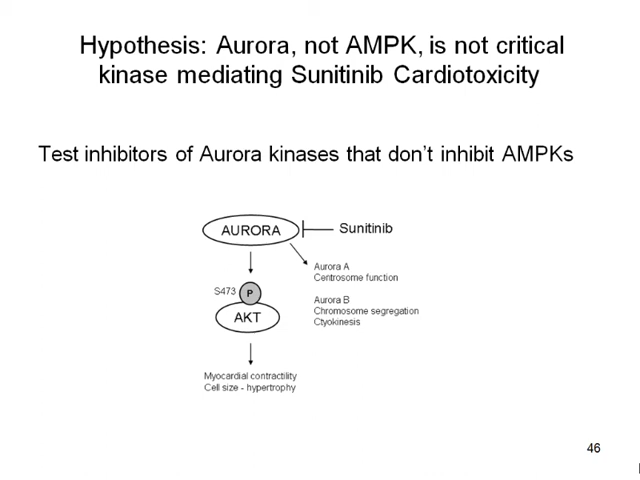 Hypothesis: Aurora, not AMPK, is not critical
kinase mediating Sunitinib Cardiotoxicity
Test inhibitors of Aurora kinases that don't inhibit AMPKs
AURORA
Sunitinib
Aurora A
Centrosome function
S473
P
Aurora B
Chromosome segregation
Ctyokinesis
AKT
Myocardial contractility
Cell size - hypertrophy
46